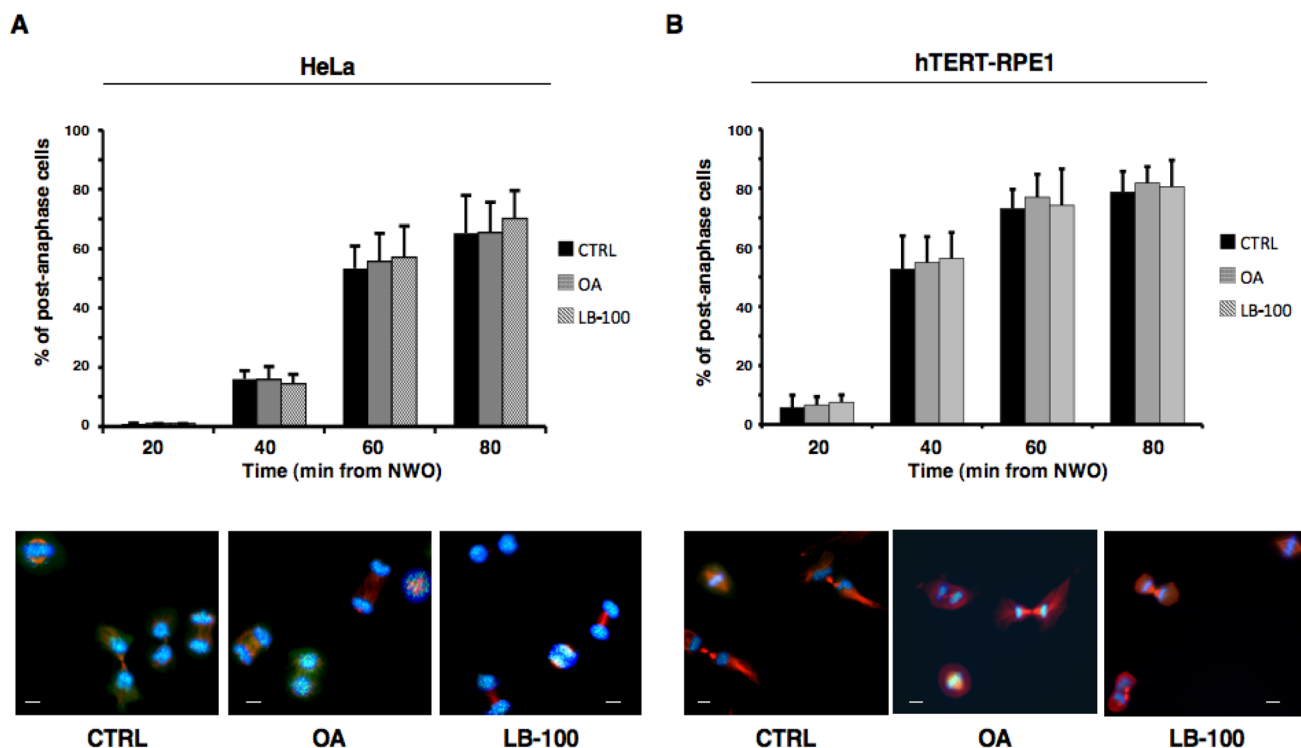 A
HeLa
% of post-anaphase cells
100
80
60
40
20
0
20 40 60 80
Time (min from NWO)
CTRL
OA
LB-100
CTRL OA LB-100
B
hTERT-RPE1
% of post-anaphase cells
100
80
60
40
20
0
20 40 60 80
Time (min from NWO)
CTRL
OA
LB-100
CTRL OA LB-100